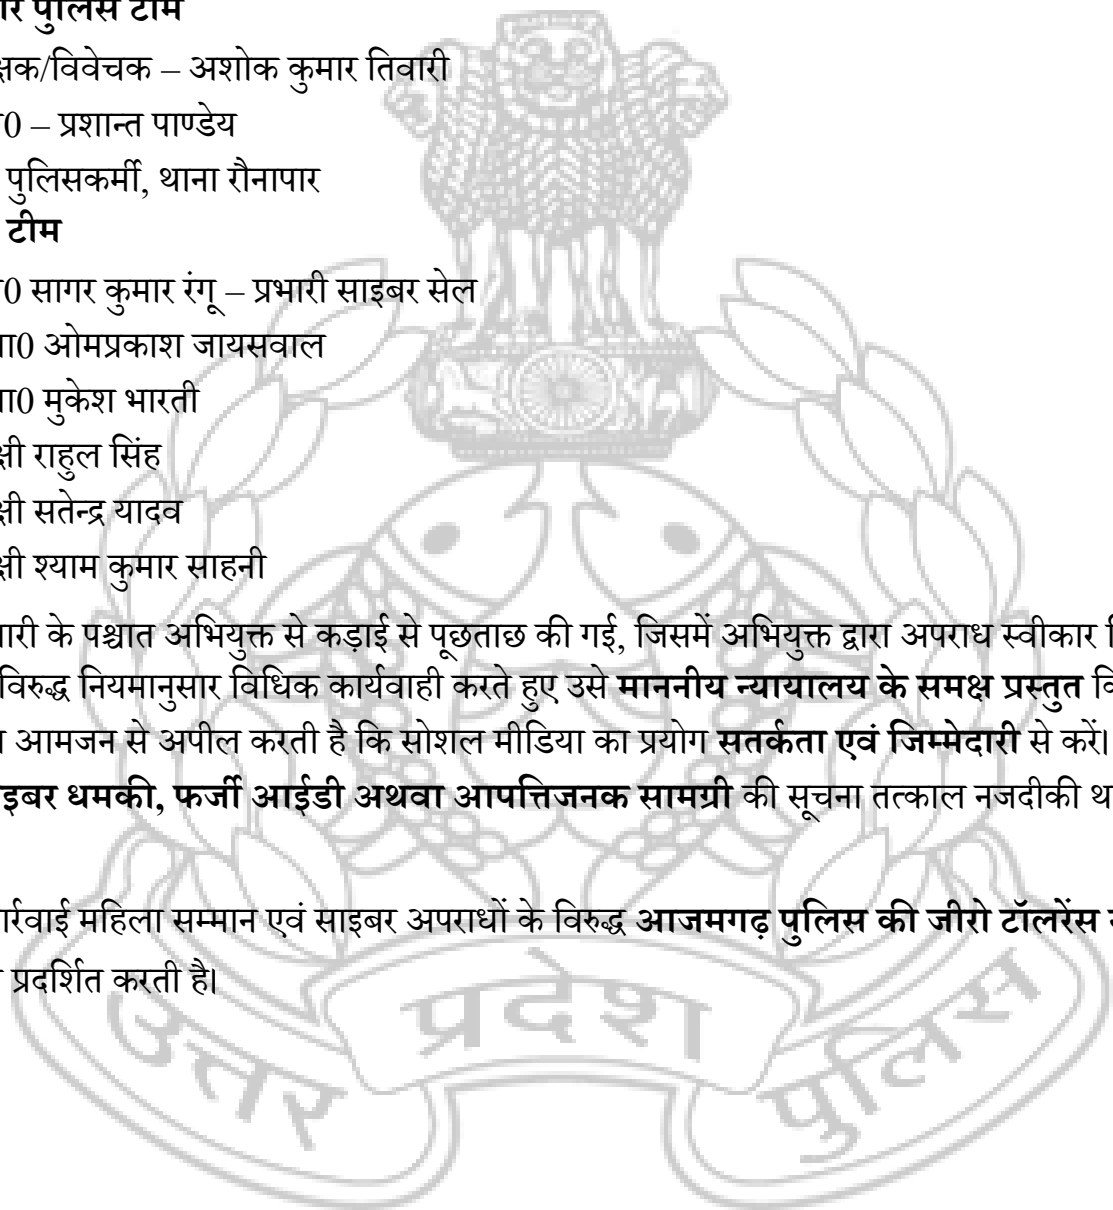 पुलिस टीम
क्षक/विवेचक – अशोक कुमार तिवारी
0 – प्रशान्त पाण्डेय
पुलिसकर्मी, थाना रौनापार
टीम
0 सागर कुमार रंगू – प्रभारी साइबर सेल
0 ओमप्रकाश जायसवाल
0 मुकेश भारती
क्षी राहुल सिंह
क्षी सतेन्द्र यादव
क्षी श्याम कुमार साहनी
के पश्चात अभियुक्त से कड़ाई से पूछताछ की गई, जिसमें अभियुक्त द्वारा अपराध स्वीकार
विरुद्ध नियमानुसार विधिक कार्यवाही करते हुए उसे माननीय न्यायालय के समक्ष प्रस्तुत
आमजन से अपील करती है कि सोशल मीडिया का प्रयोग सतर्कता एवं जिम्मेदारी से करें।
इबर धमकी, फर्जी आईडी अथवा आपत्तिजनक सामग्री की सूचना तत्काल नजदीकी
महिला सम्मान एवं साइबर अपराधों के विरुद्ध आजमगढ़ पुलिस की जीरो टॉलरेंस
प्रदर्शित करती है।
उत्तर प्रदेश पुलिस